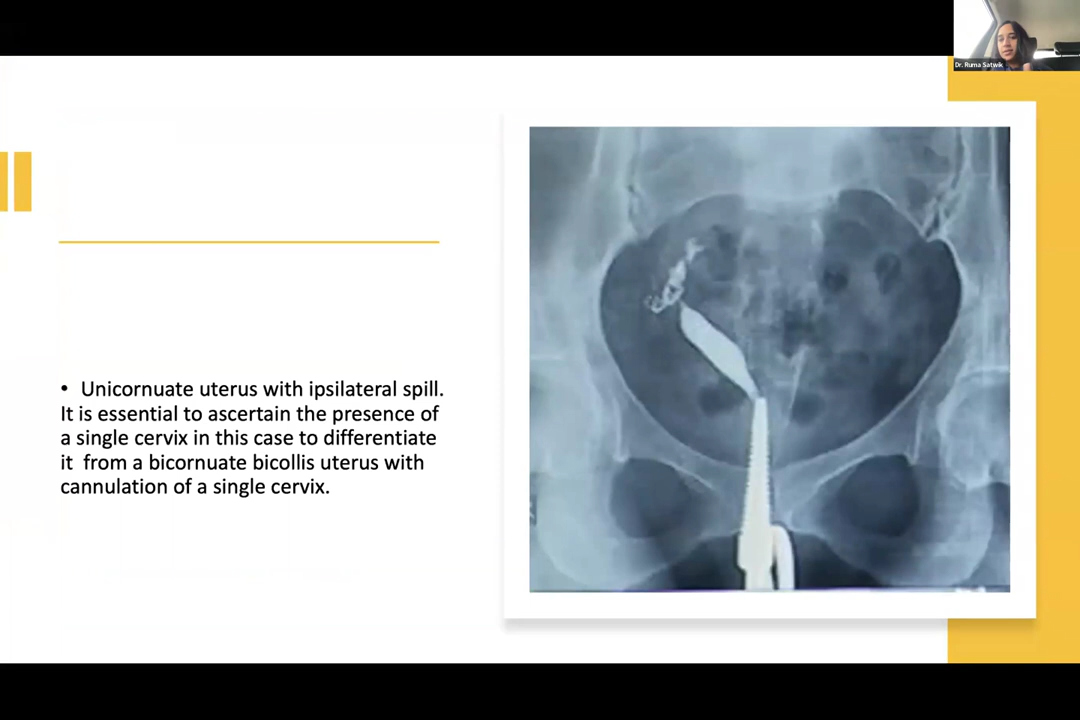 Dr. Ruma Satwik
• Unicornuate uterus with ipsilateral spill.
It is essential to ascertain the presence of
a single cervix in this case to differentiate
it from a bicornuate bicollis uterus with
cannulation of a single cervix.